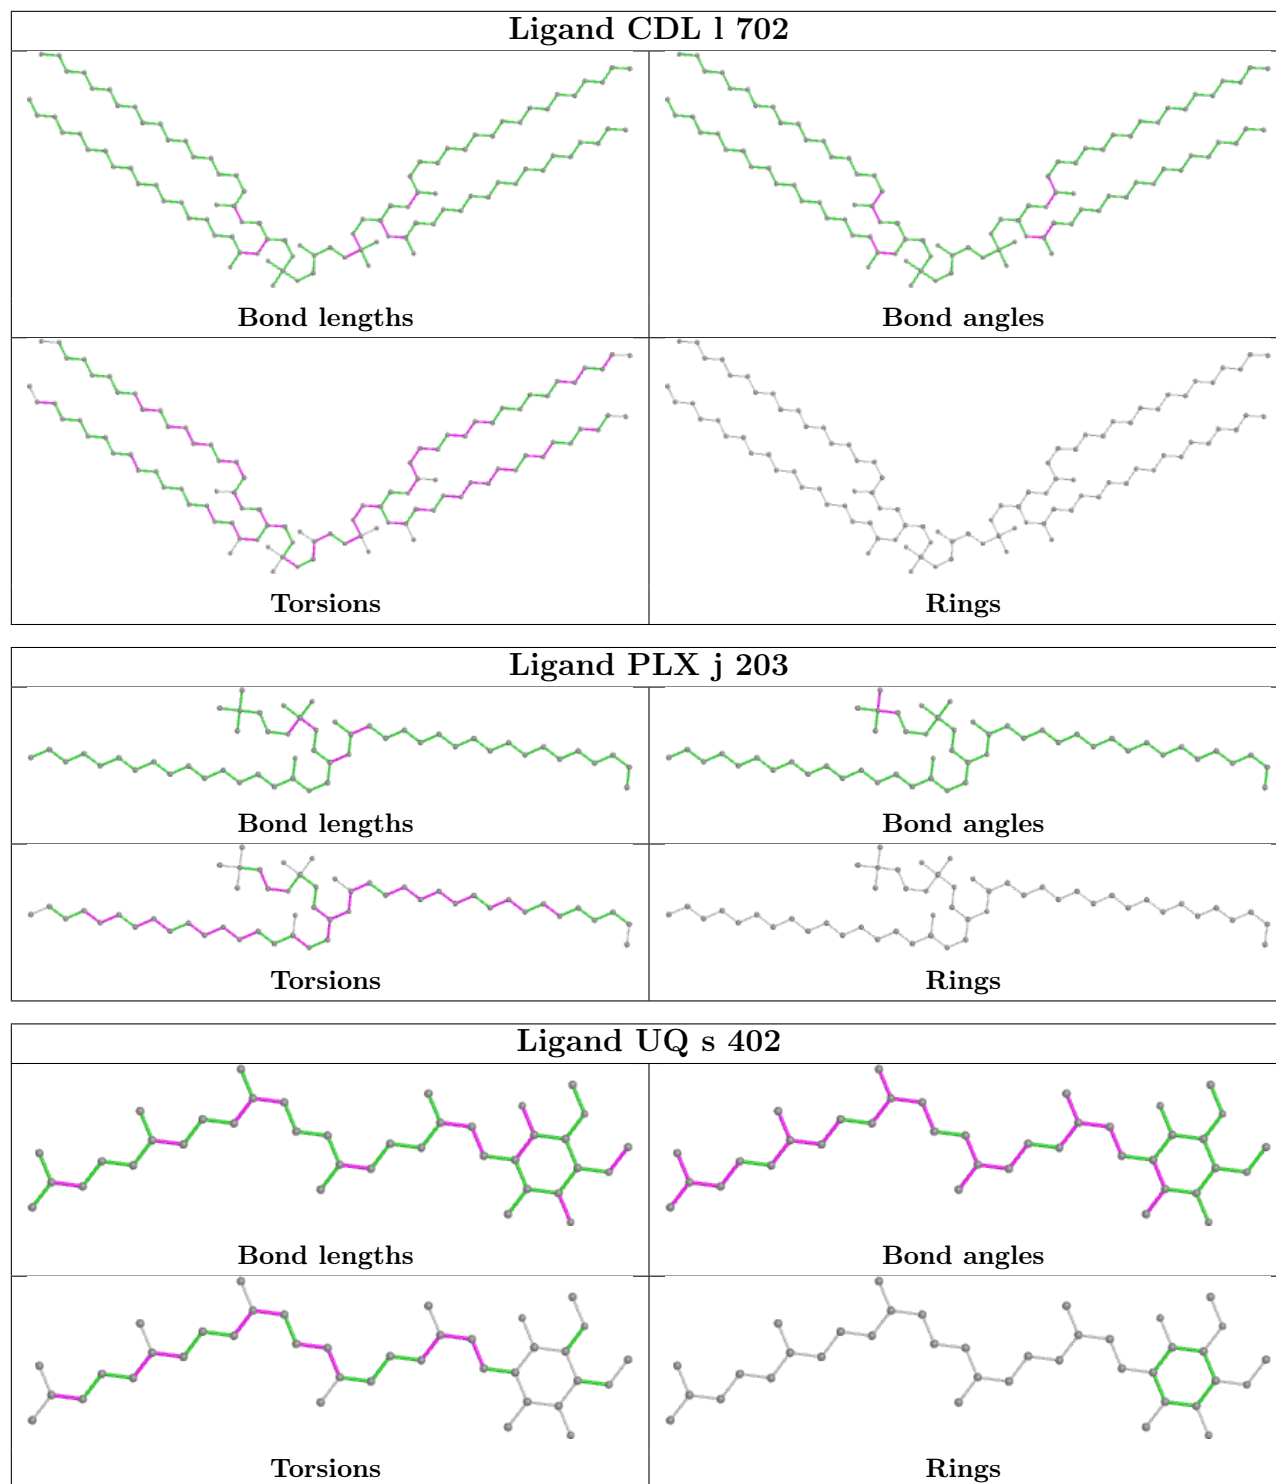 Ligand CDL l 702
Bond lengths
Bond angles
Torsions
Rings
Ligand PLX j 203
Bond lengths
Bond angles
Torsions
Rings
Ligand UQ s 402
Bond lengths
Bond angles
Torsions
Rings